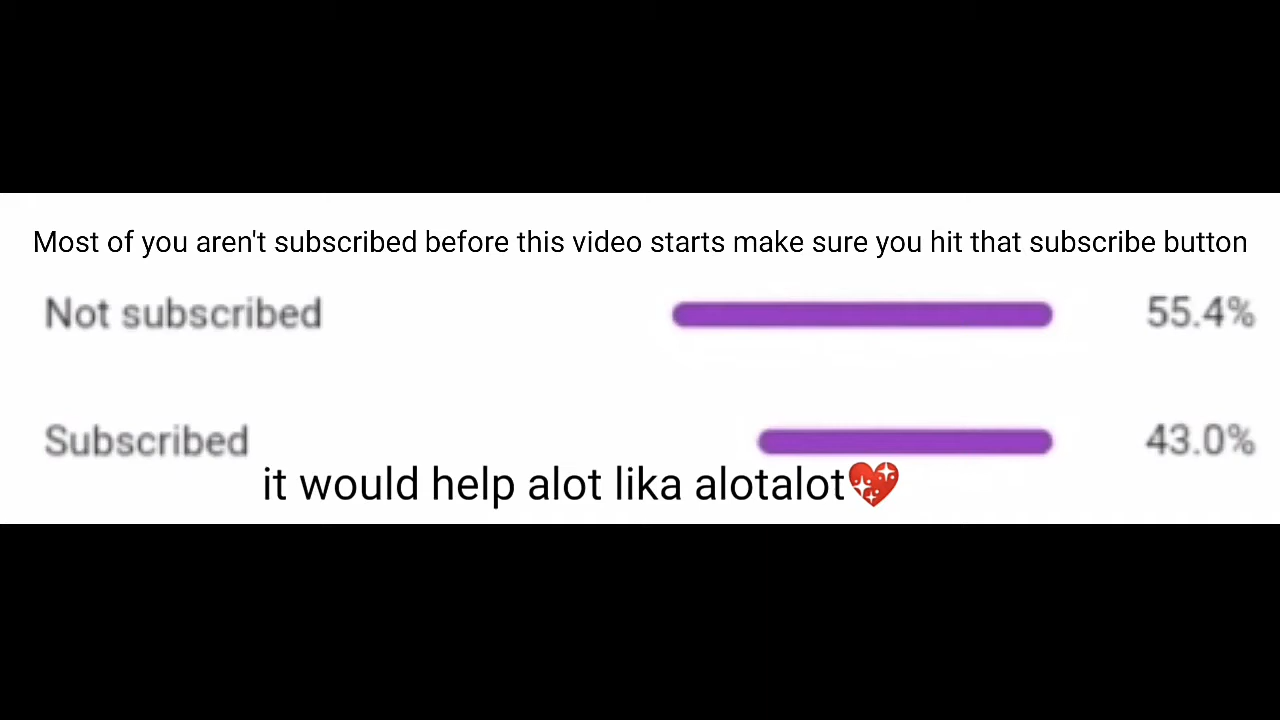 Most of you aren't subscribed before this video starts make sure you hit that subscribe button
Not subscribed 55.4%
Subscribed 43.0%
it would help alot lika alotalot💖